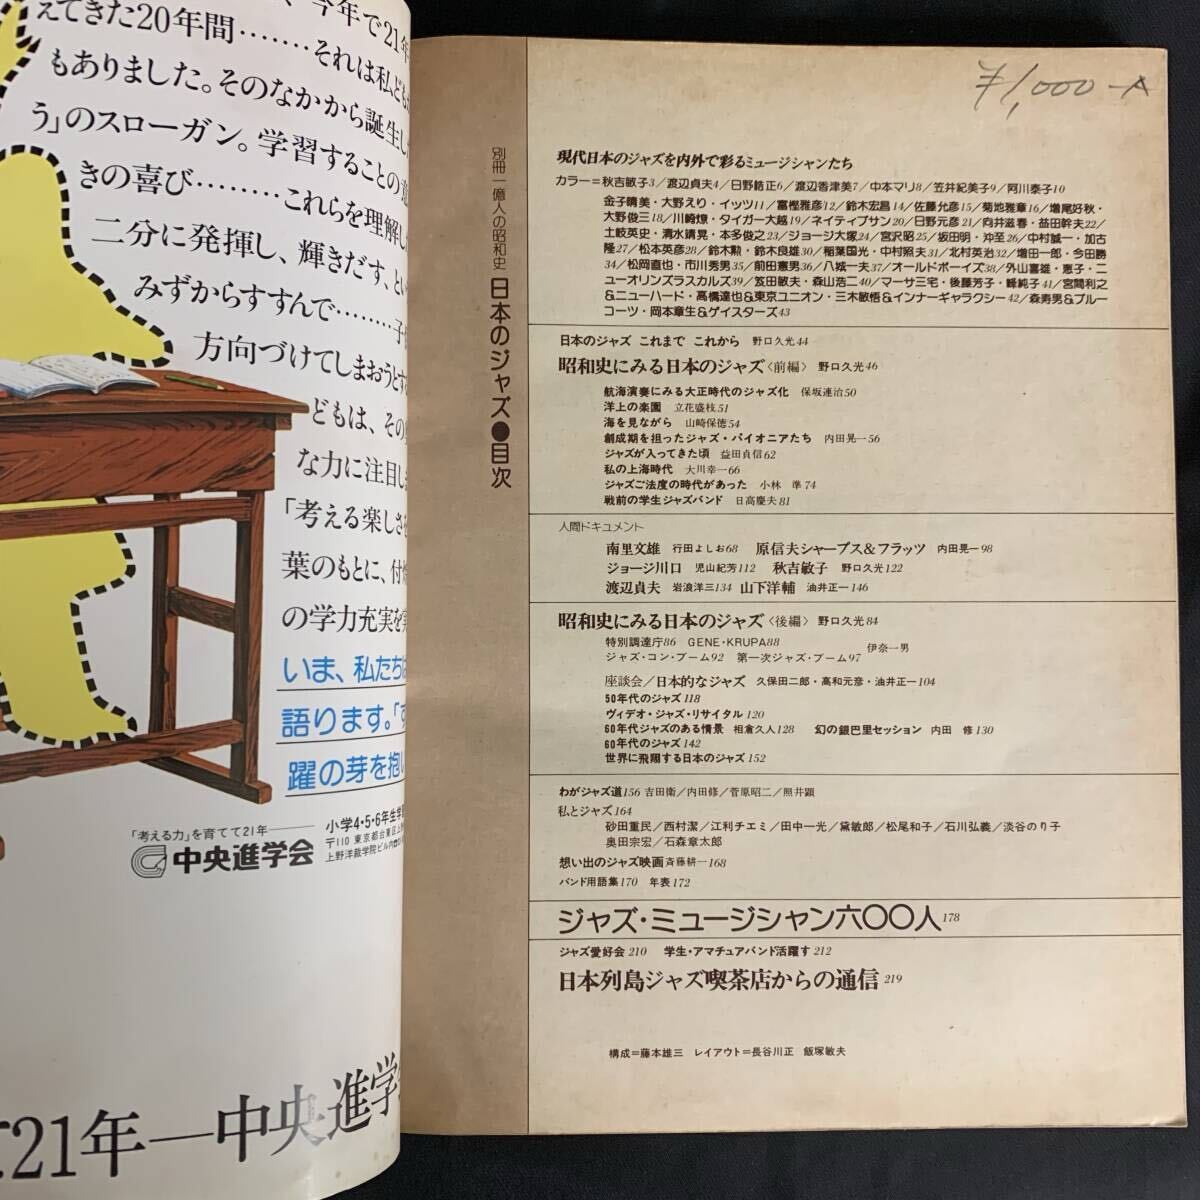 、今年で21年
えてきた20年間‥‥‥それは私ども
もありました。そのなかから誕生し
う」のスローガン。学習することの
きの喜び‥‥‥これらを理解し
二分に発揮し、輝きだす、とい
みずからすすんで‥‥‥子
方向づけてしまおうとす
どもは、その
な力に注目し
「考える楽しさ
葉のもとに、付
の学力充実を
いま、私たちは
語ります。「す
躍の芽を抱い
「考える力」を育てて21年
中央進学会
小学4・5・6年生学習
〒110 東京都台東区上
上野洋裁学院ビル内
21年―中央進学
¥1,000-A
別冊一億人の昭和史 日本のジャズ●目次
現代日本のジャズを内外で彩るミュージシャンたち
カラー=秋吉敏子3/渡辺貞夫4/日野皓正6/渡辺香津美7/中本マリ8/笠井紀美子9/阿川泰子10
金子晴美・大野えり・イッツ11/富樫雅彦12/鈴木宏昌14/佐藤允彦15/菊地雅章16/増尾好秋・
大野俊三18/川崎燎・タイガー大越19/ネイティブサン20/日野元彦21/向井滋春・益田幹夫22/
土岐英史・清水靖晃・本多俊之23/ジョージ大塚24/宮沢昭25/坂田明・沖至26/中村誠一・加古
隆27/松本英彦28/鈴木勲・鈴木良雄30/稲葉国光・中村照夫31/北村英治32/増田一郎・今田勝
34/松岡直也・市川秀男35/前田憲男36/八城一夫37/オールドボーイズ38/外山喜雄・恵子・ニ
ューオリンズラスカルズ39/笈田敏夫・森山浩二40/マーサ三宅・後藤芳子・峰純子41/宮間利之
&ニューハード・高橋達也&東京ユニオン・三木敏悟&インナーギャラクシー42/森寿男&ブルー
コーツ・岡本章生&ゲイスターズ43
日本のジャズ これまで これから 野口久光44
昭和史にみる日本のジャズ〈前編〉 野口久光46
航海演奏にみる大正時代のジャズ化 保坂連治50
洋上の楽園 立花盛枝51
海を見ながら 山崎保徳54
創成期を担ったジャズ・パイオニアたち 内田晃一56
ジャズが入ってきた頃 益田貞信62
私の上海時代 大川幸一66
ジャズご法度の時代があった 小林 準74
戦前の学生ジャズバンド 日高慶夫81
人間ドキュメント
南里文雄 行田よしお68 原信夫シャープス&フラッツ 内田晃一98
ジョージ川口 児山紀芳112 秋吉敏子 野口久光122
渡辺貞夫 岩浪洋三134 山下洋輔 油井正一146
昭和史にみる日本のジャズ〈後編〉 野口久光84
特別調達庁86 GENE・KRUPA88
ジャズ・コン・ブーム92 第一次ジャズ・ブーム97
伊奈一男
座談会/日本的なジャズ 久保田二郎・高和元彦・油井正一104
50年代のジャズ118
ヴィデオ・ジャズ・リサイタル120
60年代ジャズのある情景 相倉久人128 幻の銀巴里セッション 内田 修130
60年代のジャズ142
世界に飛翔する日本のジャズ152
わがジャズ道156 吉田衛/内田修/菅原昭二/照井顕
私とジャズ164
砂田重民/西村潔/江利チエミ/田中一光/黛敏郎/松尾和子/石川弘義/淡谷のり子
奥田宗宏/石森章太郎
想い出のジャズ映画 斉藤耕一168
バンド用語集170 年表172
ジャズ・ミュージシャン六〇〇人178
ジャズ愛好会210 学生・アマチュアバンド活躍す212
日本列島ジャズ喫茶店からの通信219
構成=藤本雄三 レイアウト=長谷川正 飯塚敏夫